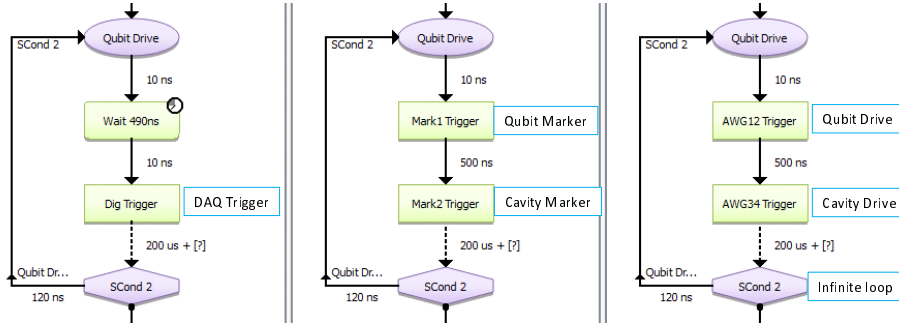 Qubit Drive
SCond 2
10 ns
Wait 490ns
10 ns
Dig Trigger
DAQ Trigger
200 us + [?]
Qubit Dr...
SCond 2
120 ns
Qubit Drive
SCond 2
10 ns
Mark1 Trigger
Qubit Marker
500 ns
Mark2 Trigger
Cavity Marker
200 us + [?]
Qubit Dr...
SCond 2
120 ns
Qubit Drive
SCond 2
10 ns
AWG12 Trigger
Qubit Drive
500 ns
AWG34 Trigger
Cavity Drive
200 us + [?]
Qubit Dr...
SCond 2
Infinite loop
120 ns